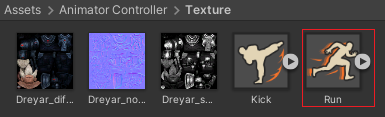 Assets > Animator Controller > Texture
Dreyar_dif... Dreyar_no... Dreyar_s... Kick Run